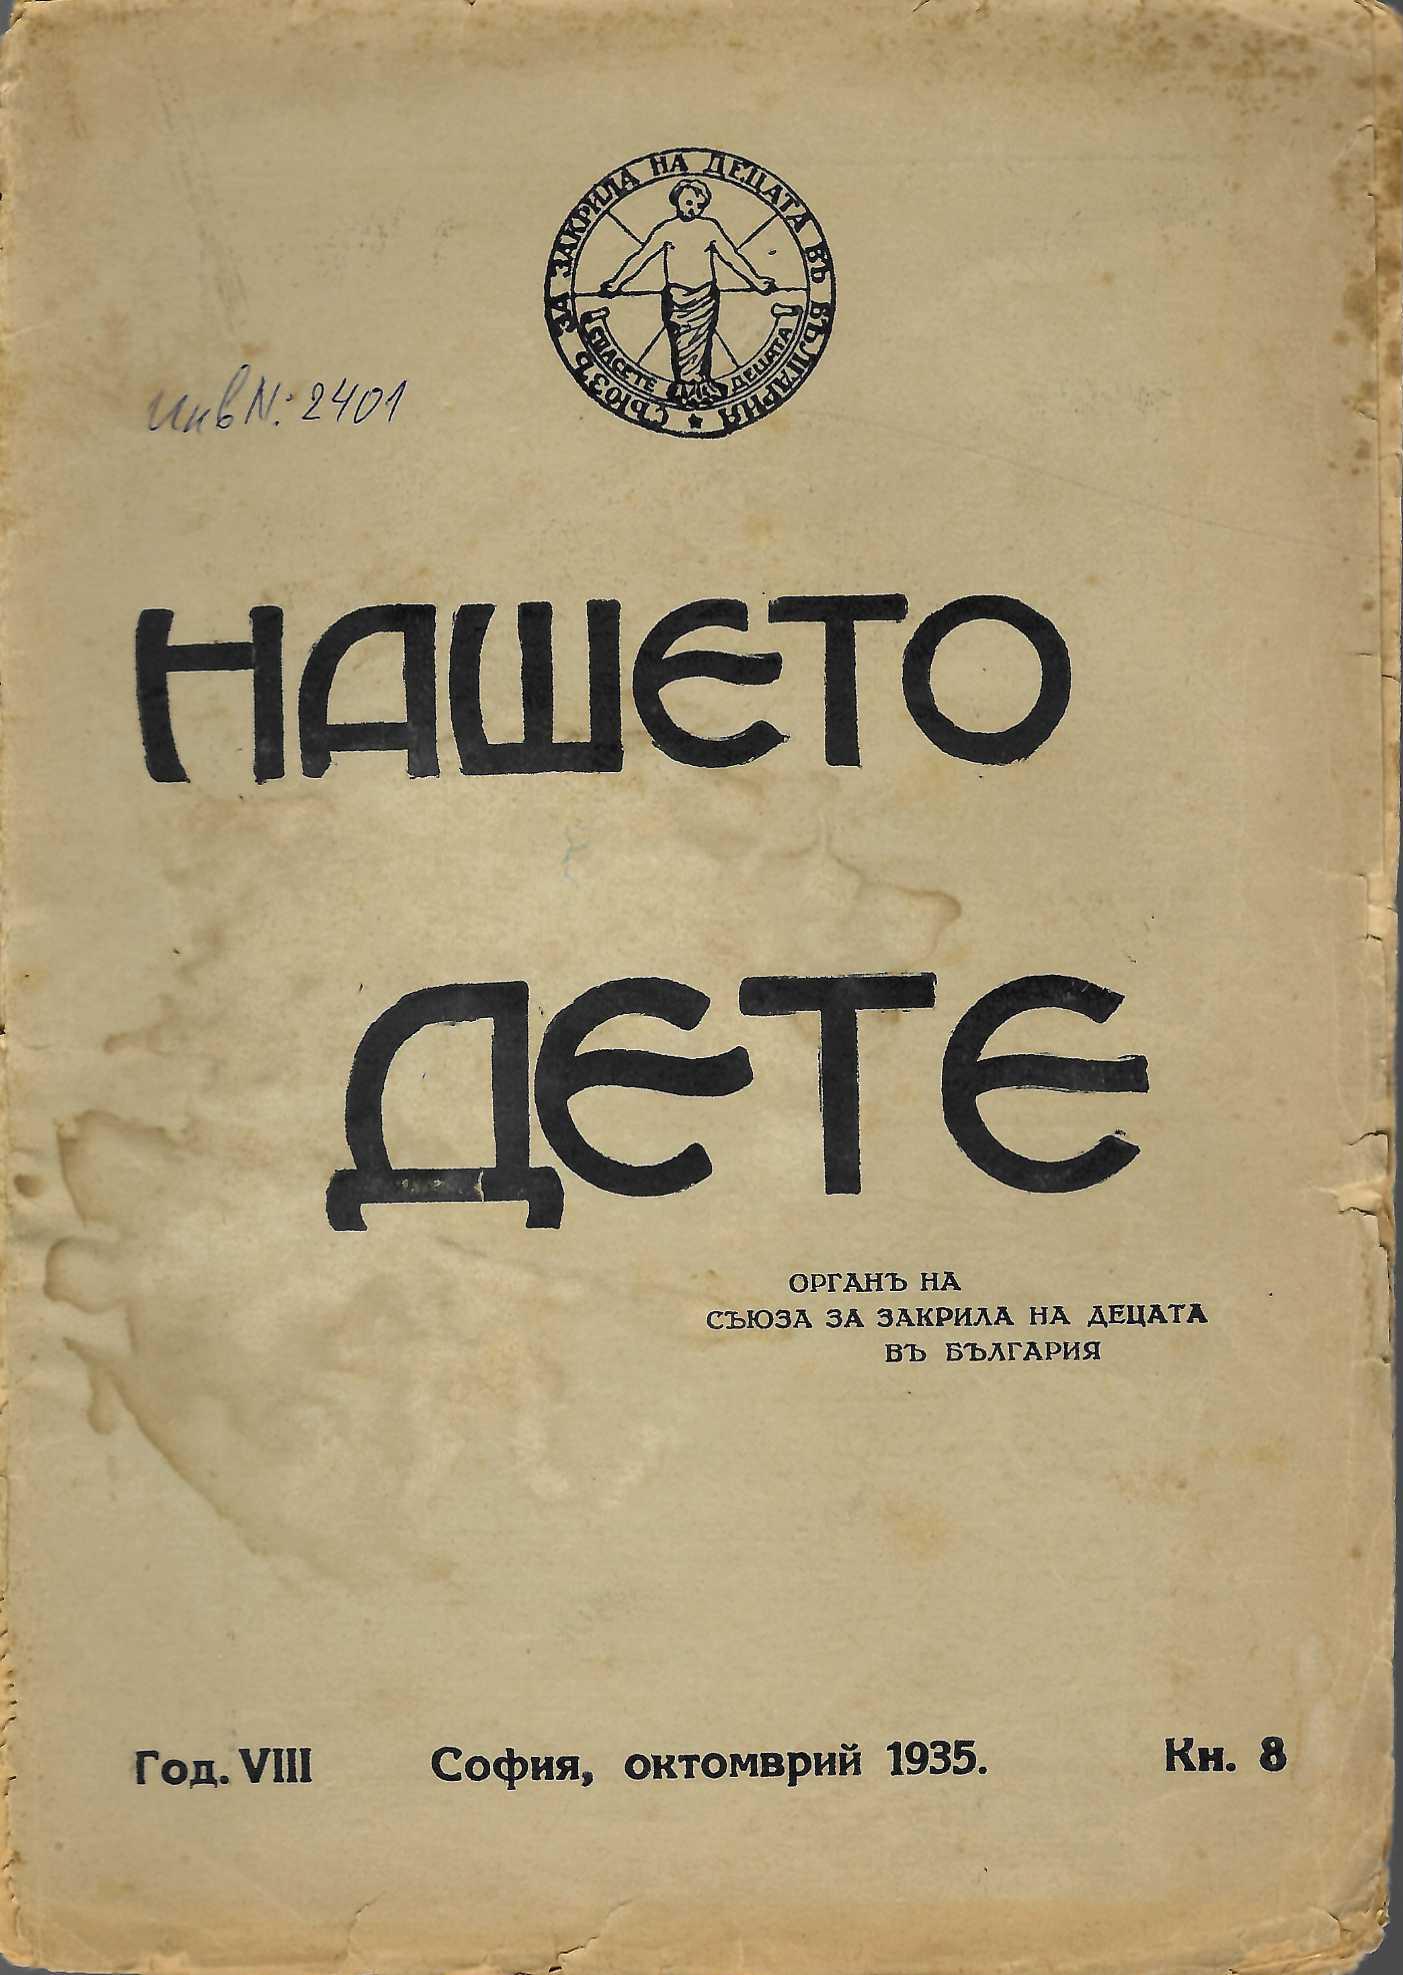 СЪЮЗЪ ЗА ЗАКРИЛА НА ДЕЦАТА ВЪ БЪЛГАРИЯ
СПАСЕТЕ ДЕЦАТА
Инв N: 2401
НАШЕТО
ДЕТЕ
ОРГАНЪ НА
СЪЮЗА ЗА ЗАКРИЛА НА ДЕЦАТА
ВЪ БЪЛГАРИЯ
Год. VIII София, октомврий 1935. Кн. 8